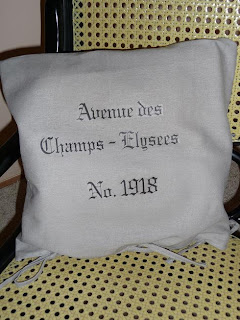 Avenue des
Champs - Elysees
No. 1918